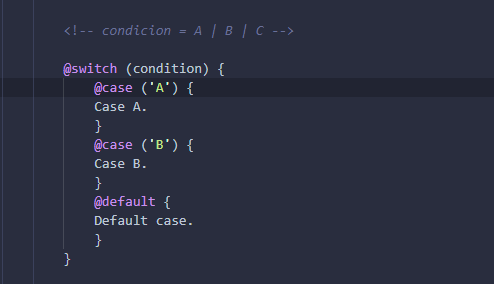 <!-- condicion = A | B | C -->
@switch (condition) {
@case ('A') {
Case A.
}
@case ('B') {
Case B.
}
@default {
Default case.
}
}